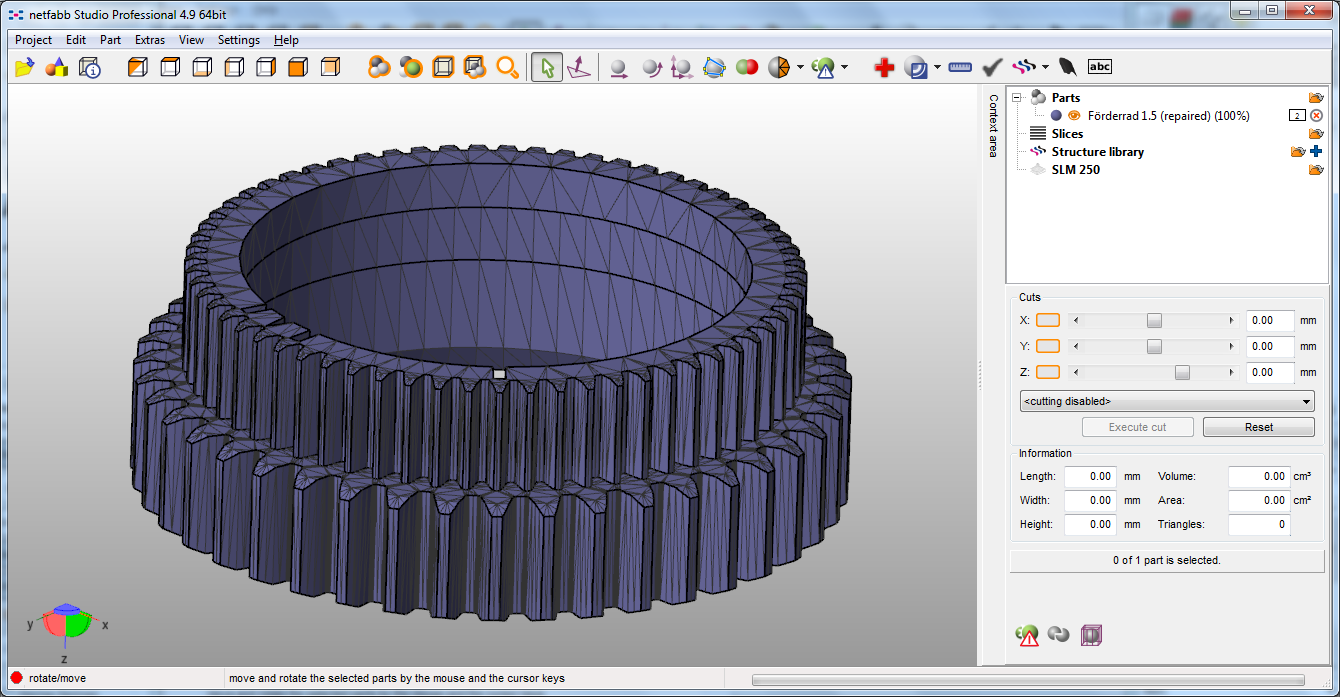 netfabb Studio Professional 4.9 64bit
Project Edit Part Extras View Settings Help
abc
Context area
Parts
Förderrad 1.5 (repaired) (100%) 2
Slices
Structure library
SLM 250
Cuts
X: 0.00 mm
Y: 0.00 mm
Z: 0.00 mm
<cutting disabled>
Execute cut Reset
Information
Length: 0.00 mm Volume: 0.00 cm³
Width: 0.00 mm Area: 0.00 cm²
Height: 0.00 mm Triangles: 0
0 of 1 part is selected.
y x
z
rotate/move move and rotate the selected parts by the mouse and the cursor keys